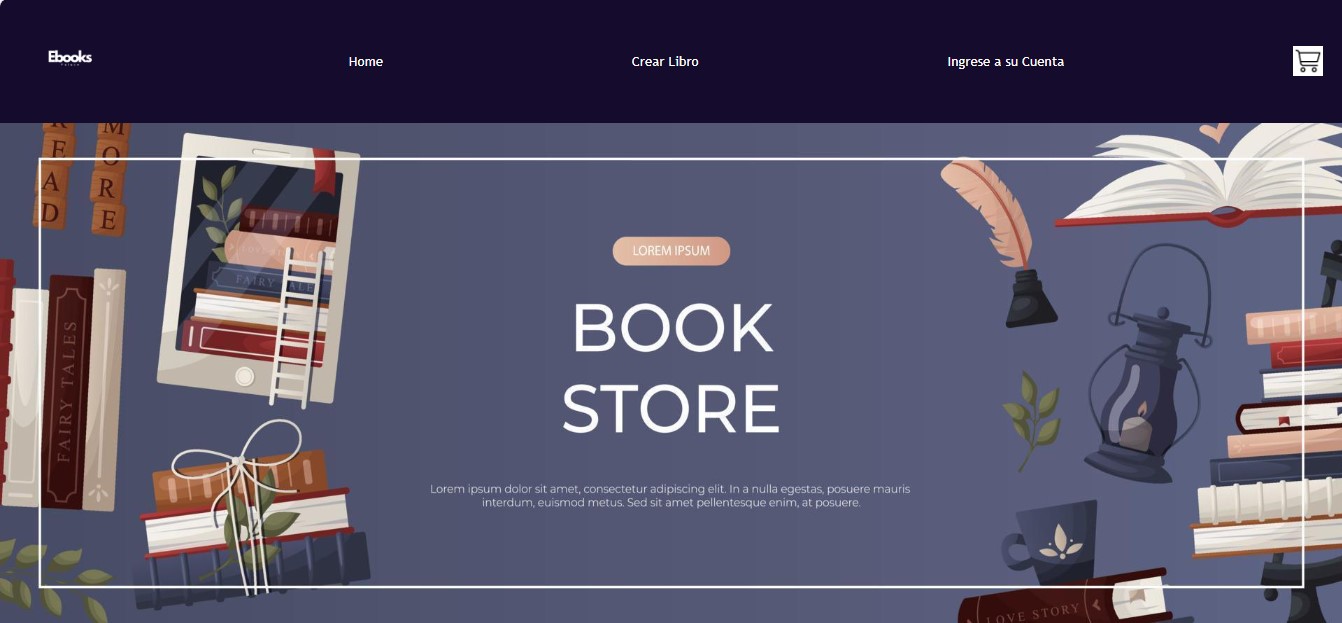 Ebooks
Home
Crear Libro
Ingrese a su Cuenta
READ
MORE
FAIRY TALES
FAIRY TALES
LOREM IPSUM
BOOK
STORE
Lorem ipsum dolor sit amet, consectetur adipiscing elit. In a nulla egestas, posuere mauris
interdum, euismod metus. Sed sit amet pellentesque enim, at posuere.
LOVE STORY